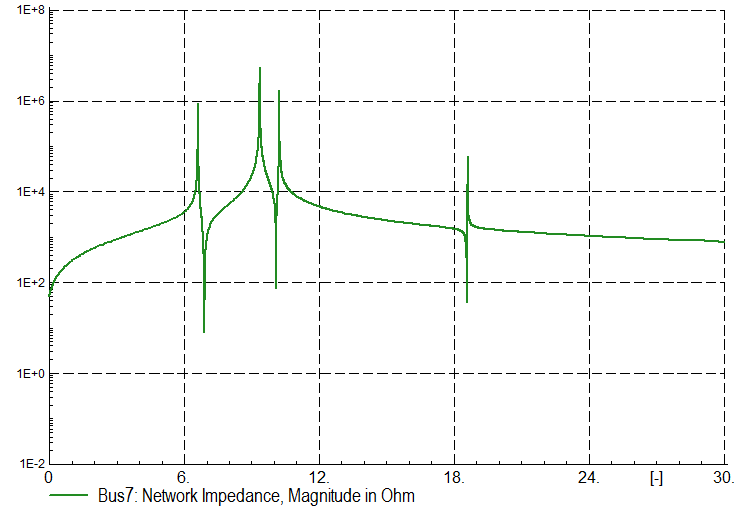 1E+8
1E+6
1E+4
1E+2
1E+0
1E-2
0 6. 12. 18. 24. [-] 30.
Bus7: Network Impedance, Magnitude in Ohm